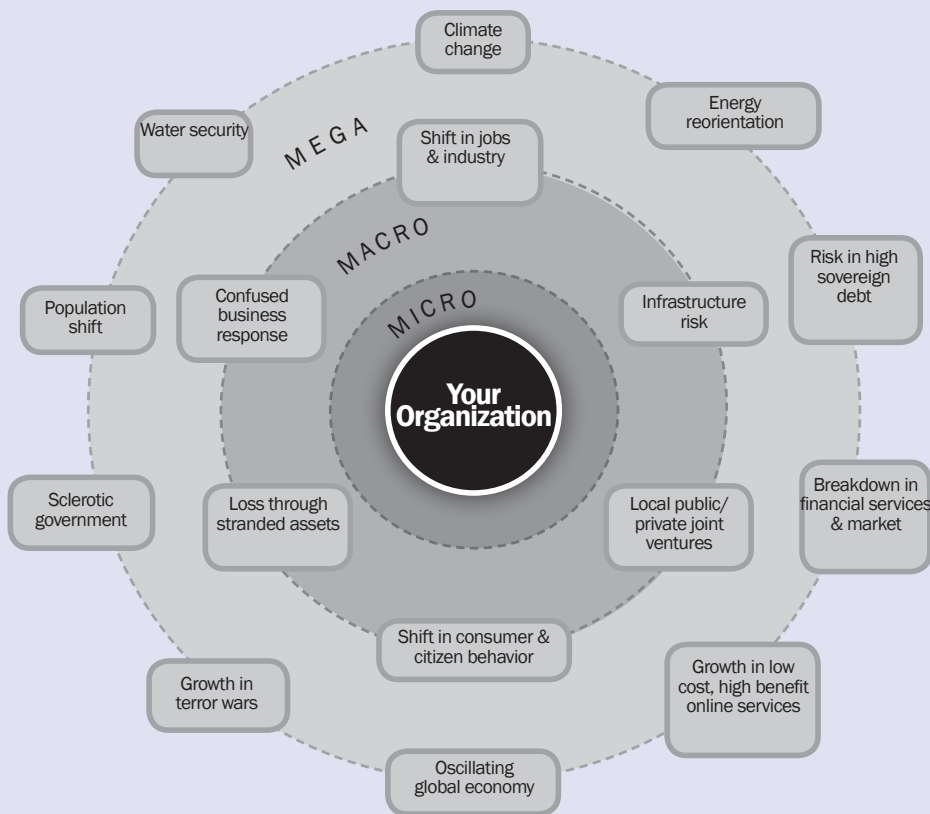 Climate
change
Energy
reorientation
Water security
MEGA
Shift in jobs
& industry
MACRO
Risk in high
sovereign
debt
Population
shift
Confused
business
response
MICRO
Infrastructure
risk
Your
Organization
Sclerotic
government
Loss through
stranded assets
Local public/
private joint
ventures
Breakdown in
financial services
& market
Shift in consumer &
citizen behavior
Growth in
terror wars
Growth in low
cost, high benefit
online services
Oscillating
global economy